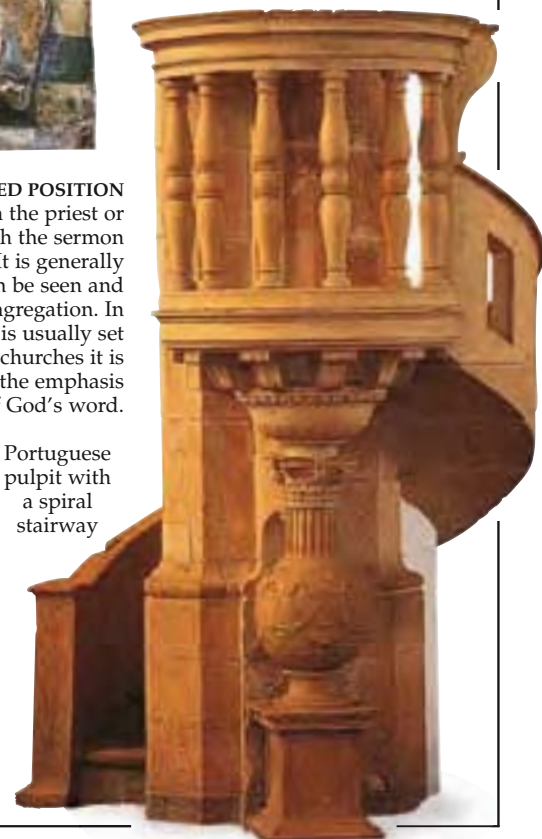 ED POSITION
the priest or
h the sermon
It is generally
n be seen and
ngregation. In
is usually set
churches it is
the emphasis
God's word.
Portuguese
pulpit with
a spiral
stairway